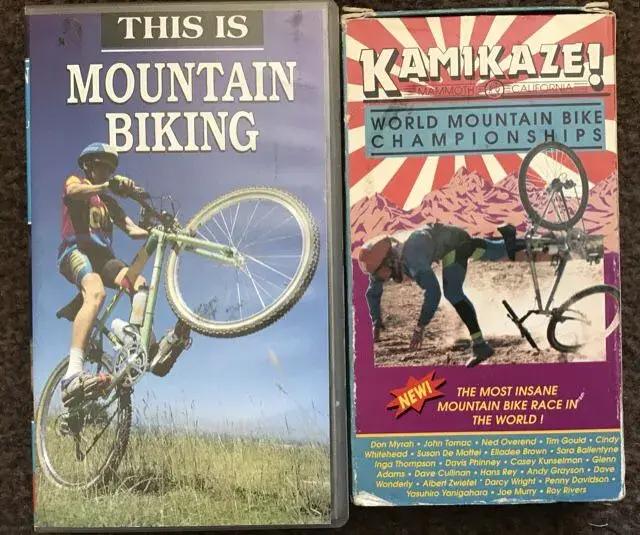 THIS IS
MOUNTAIN
BIKING
KAMIKAZE!
MAMMOTH CALIFORNIA
WORLD MOUNTAIN BIKE
CHAMPIONSHIPS
NEW!
THE MOST INSANE
MOUNTAIN BIKE RACE IN
THE WORLD !
Don Myrah • John Tomac • Ned Overend • Tim Gould • Cindy
Whitehead • Susan De Mattei • Elladee Brown • Sara Ballentyne
Inga Thompson • Davis Phinney • Casey Kunselman • Glenn
Adams • Dave Cullinan • Hans Rey • Andy Grayson • Dave
Wonderly • Albert Zwietel • Darcy Wright • Penny Davidson •
Yasuhiro Yanigahara • Joe Murry • Roy Rivers